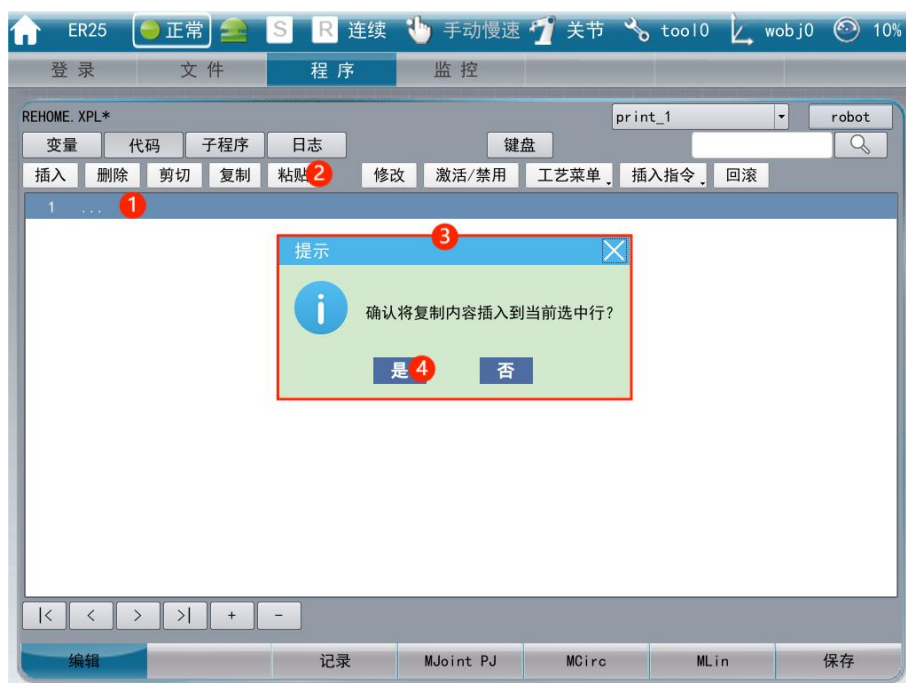 ER25 正常 S R 连续 手动慢速 关节 tool0 wobj0 10%
登录 文件 程序 监控
REHOME.XPL* print_1 robot
变量 代码 子程序 日志 键盘
插入 删除 剪切 复制 粘贴 2 修改 激活/禁用 工艺菜单 插入指令 回滚
1 ... 1
3
提示
i
确认将复制内容插入到当前选中行?
是 4 否
|< < > >| + -
编辑 记录 MJoint PJ MCirc MLin 保存